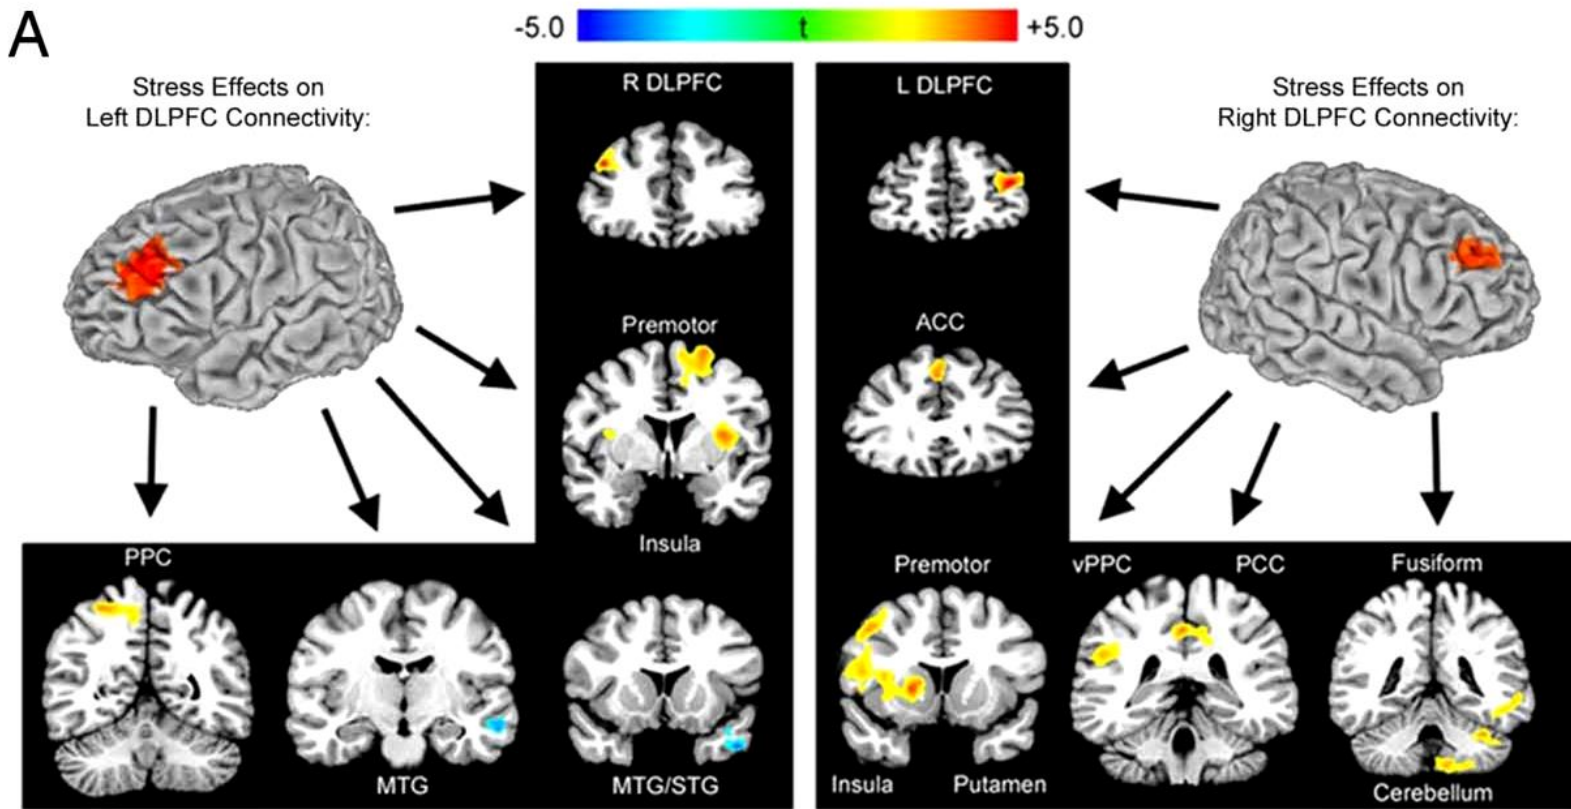 A
-5.0 t +5.0
Stress Effects on
Left DLPFC Connectivity:
R DLPFC
L DLPFC
Stress Effects on
Right DLPFC Connectivity:
Premotor
ACC
Insula
PPC
MTG
MTG/STG
Premotor
Insula
Putamen
vPPC
PCC
Fusiform
Cerebellum